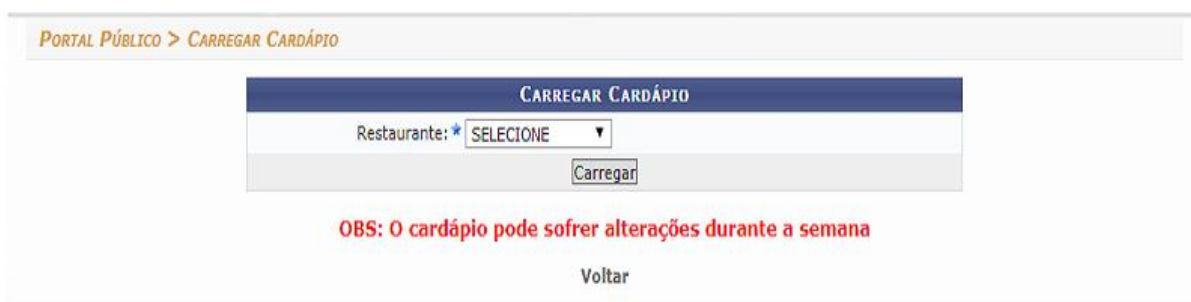 PORTAL PÚBLICO > CARREGAR CARDÁPIO
CARREGAR CARDÁPIO
Restaurante: * SELECIONE
Carregar
OBS: O cardápio pode sofrer alterações durante a semana
Voltar